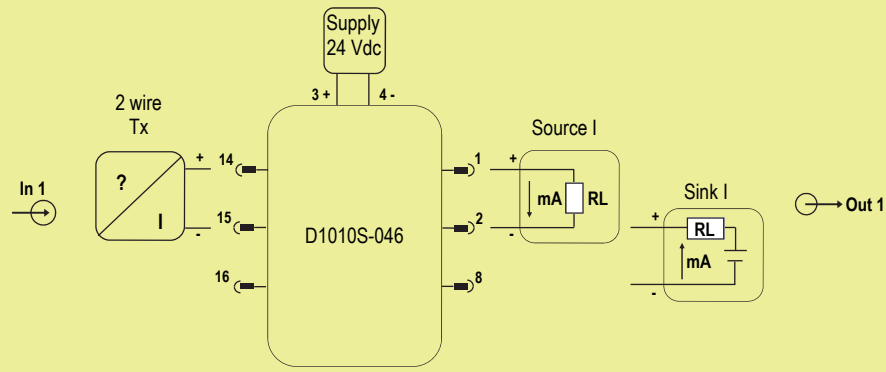 Supply
24 Vdc
3 +
4 -
2 wire
Tx
In 1
?
I
+
-
14
15
16
D1010S-046
1
2
8
Source I
+
-
mA
RL
Sink I
+
-
RL
mA
Out 1